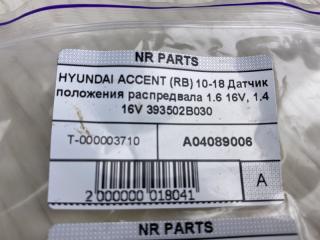 NR PARTS
HYUNDAI ACCENT (RB) 10-18 Датчик
положения распредвала 1.6 16V, 1.4
16V 393502B030
T-000003710
A04089006
2 000000 018041
A
NR PARTS